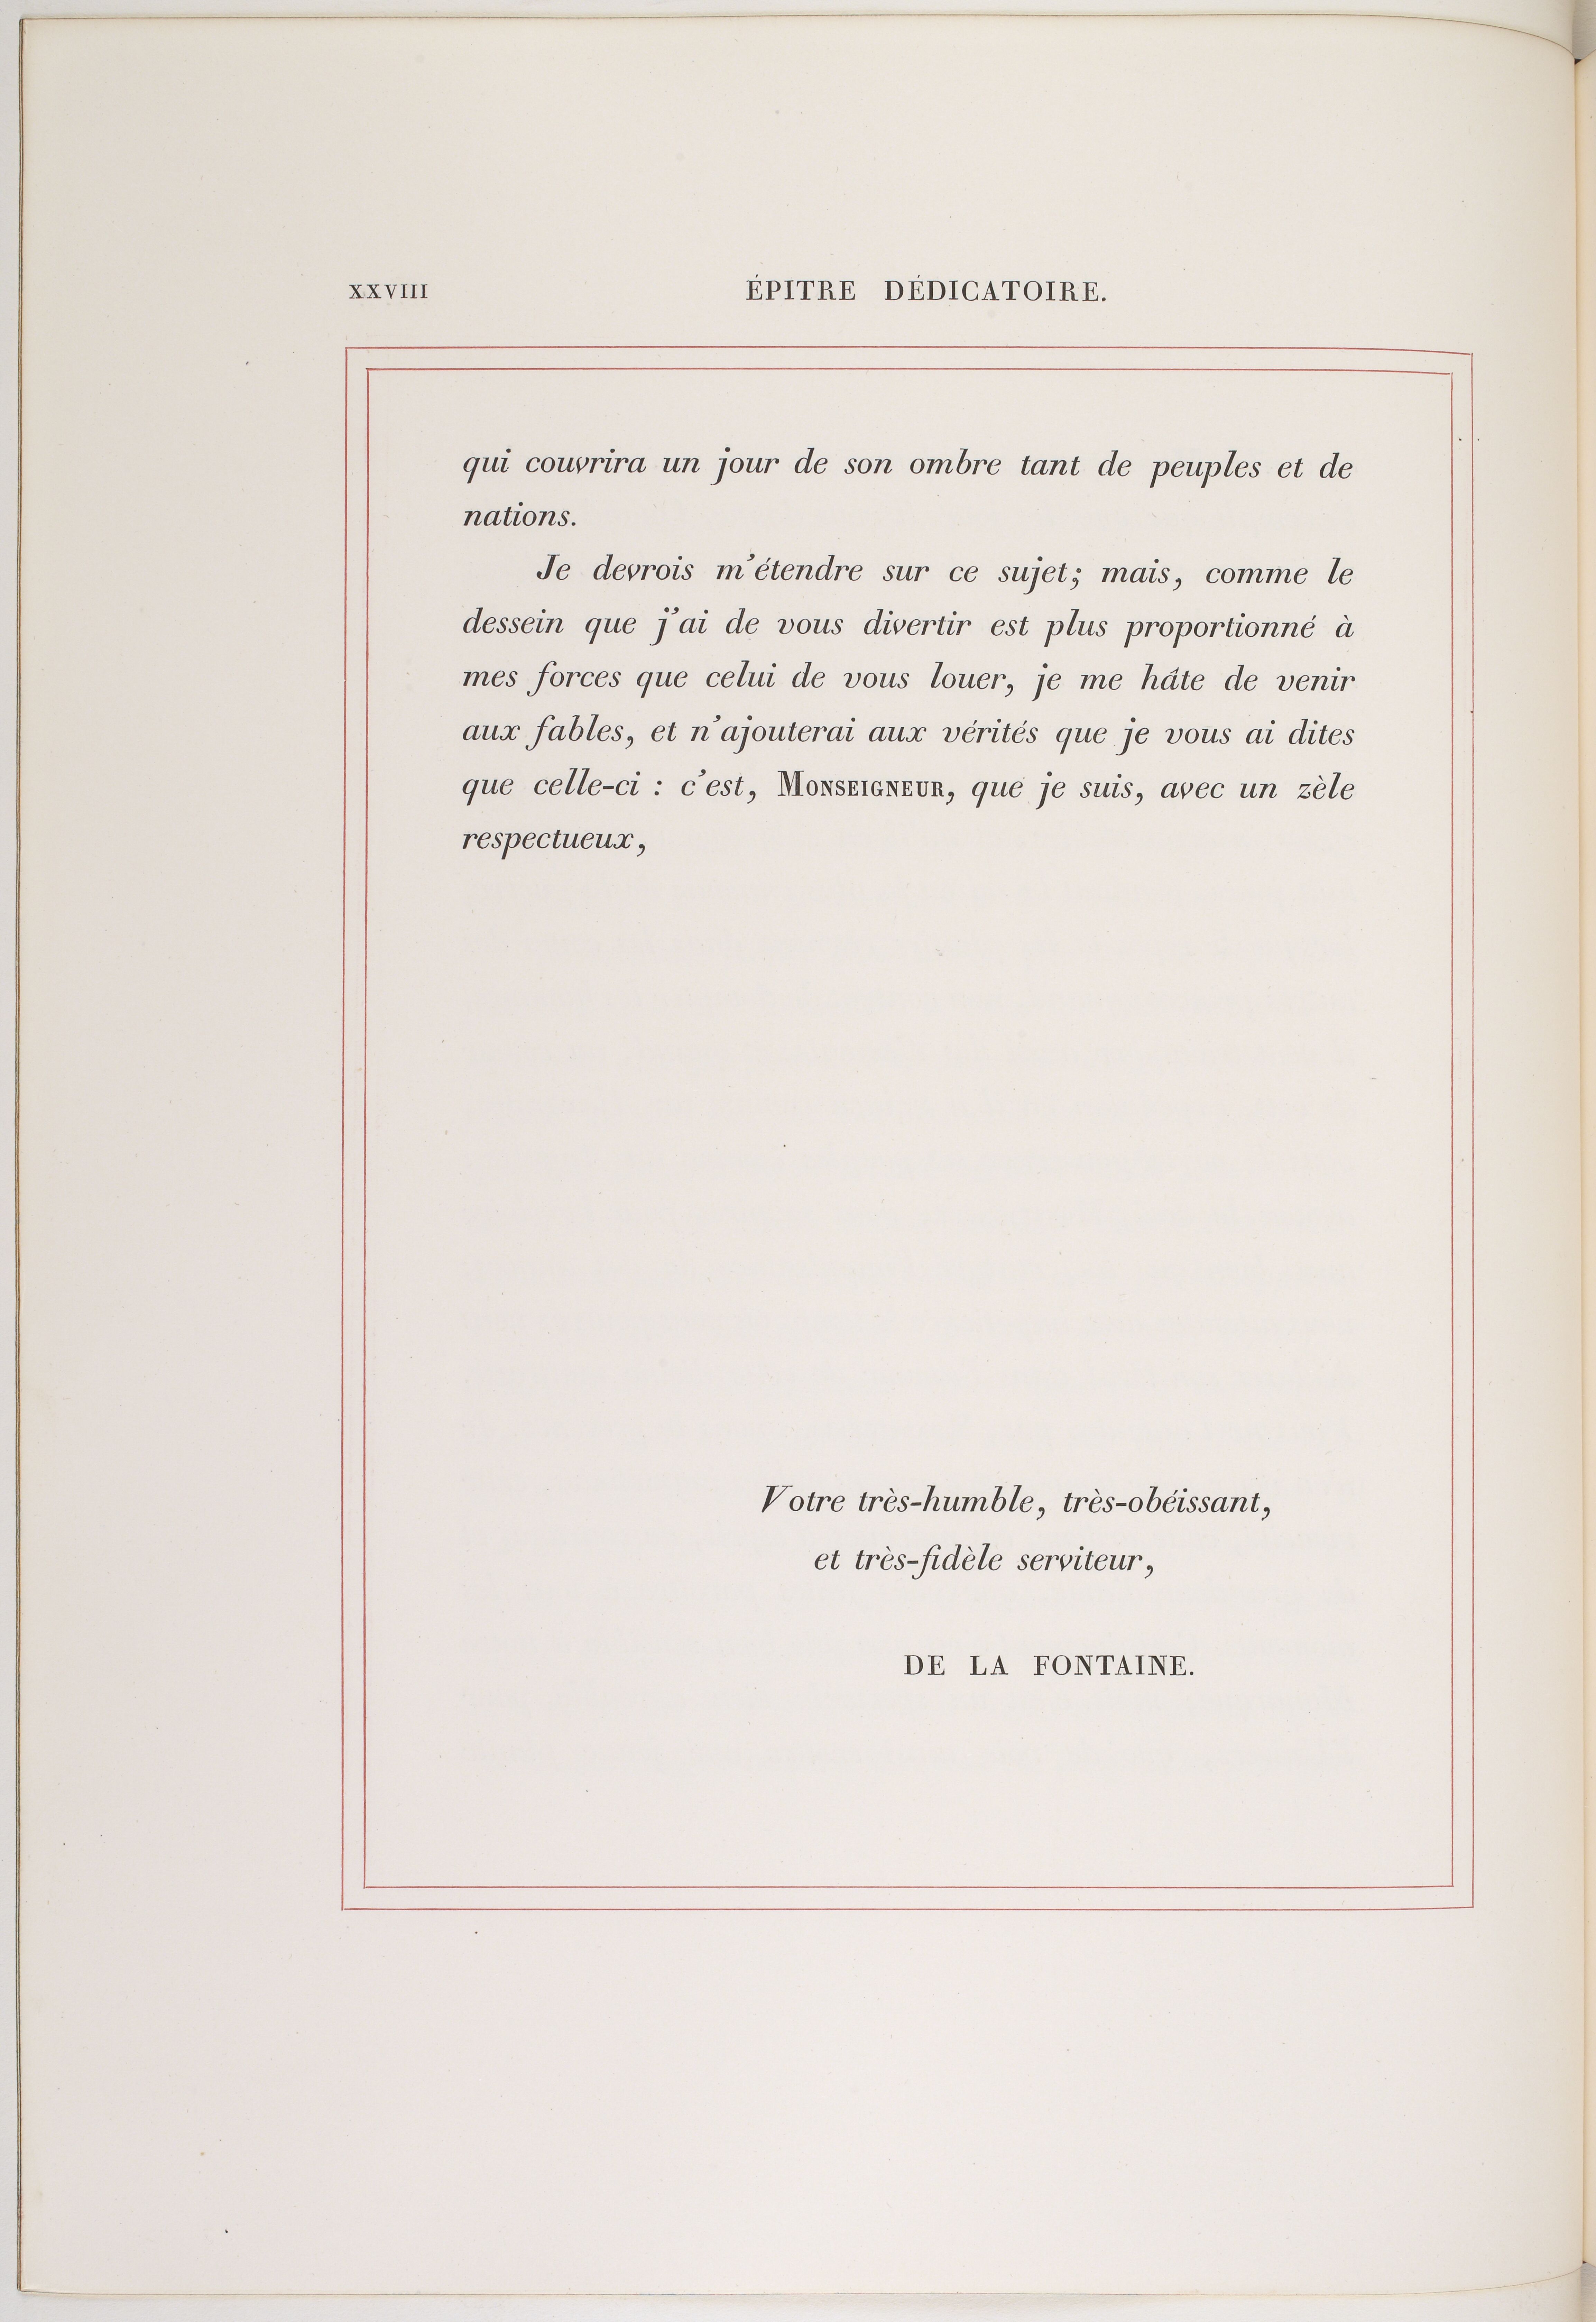 XXVIII
ÉPITRE DÉDICATOIRE.
qui couvrira un jour de son ombre tant de peuples et de
nations.
Je devrois m'étendre sur ce sujet; mais, comme le
dessein que j'ai de vous divertir est plus proportionné à
mes forces que celui de vous louer, je me hâte de venir
aux fables, et n'ajouterai aux vérités que je vous ai dites
que celle-ci : c'est, MONSEIGNEUR, que je suis, avec un zèle
respectueux,
Votre très-humble, très-obéissant,
et très-fidèle serviteur,
DE LA FONTAINE.